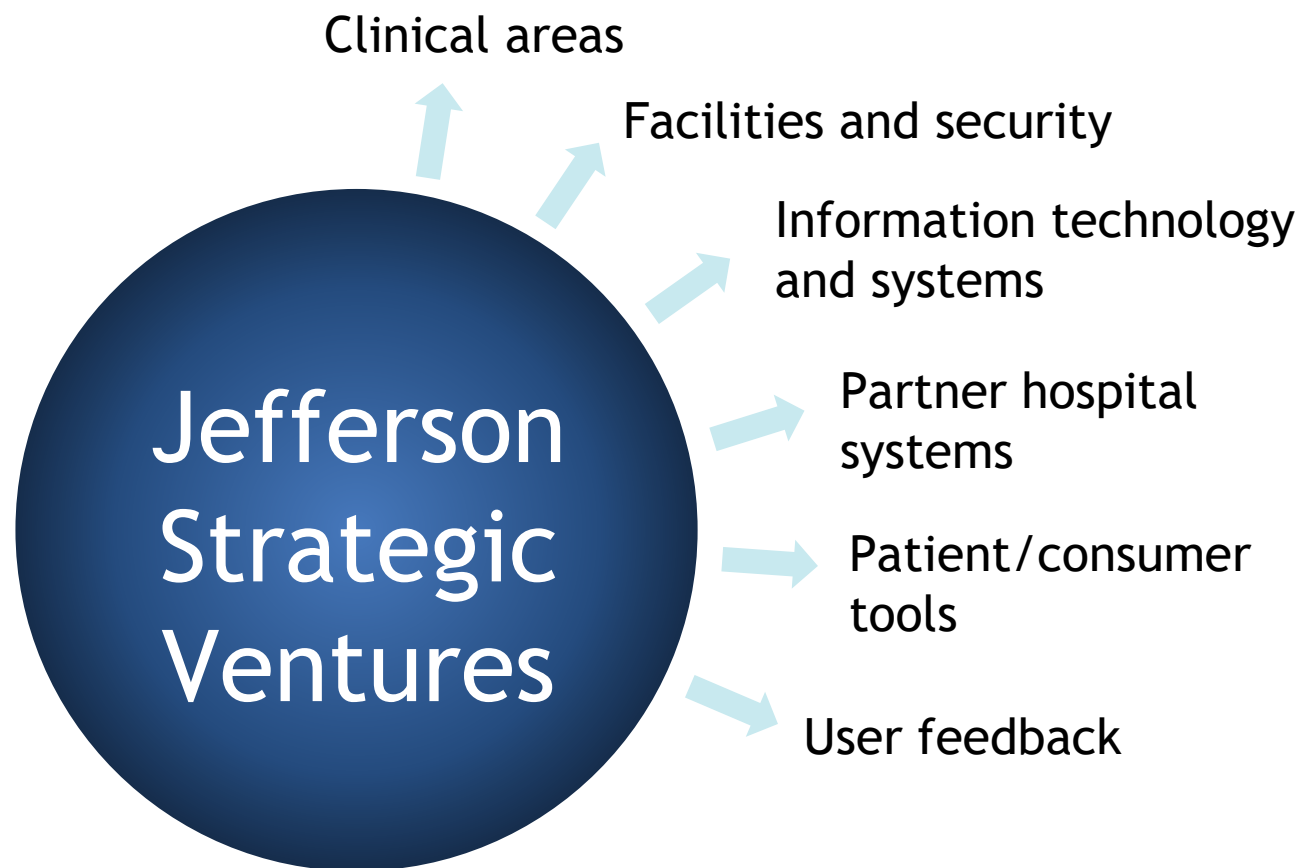 Clinical areas
Facilities and security
Information technology
and systems
Partner hospital
systems
Patient/consumer
tools
User feedback
Jefferson
Strategic
Ventures